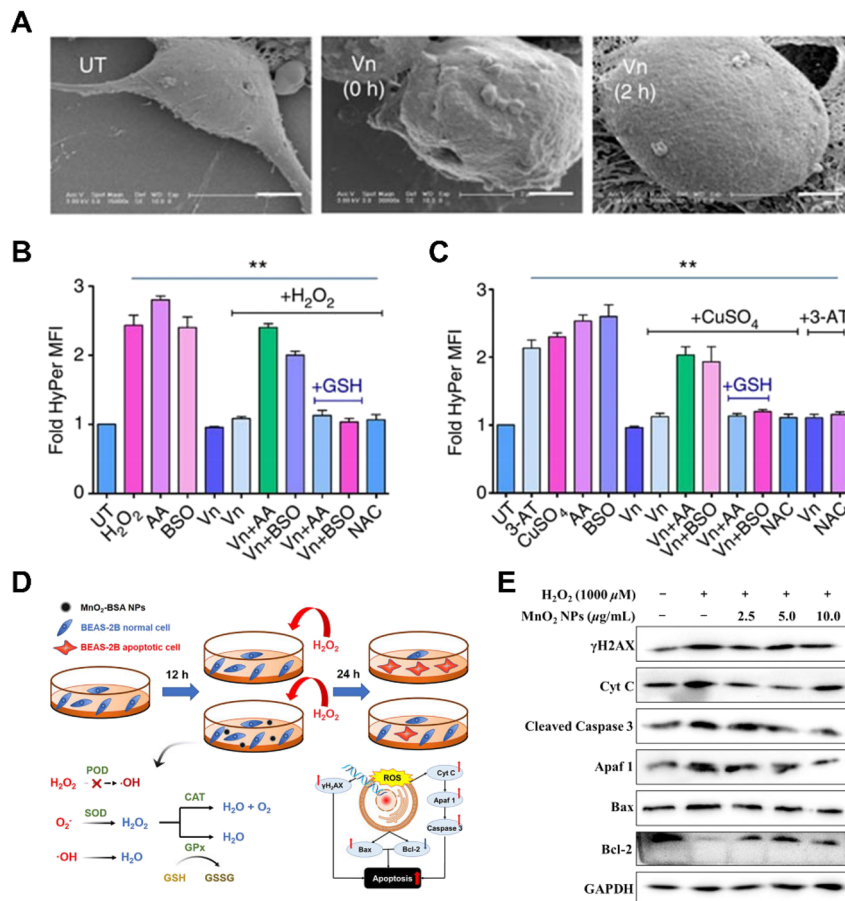 A
UT
Vn
(0 h)
Vn
(2 h)
B
**
+H₂O₂
+GSH
Fold HyPer MFI
3
2
1
0
UT
H₂O₂
AA
BSO
Vn
Vn
Vn+AA
Vn+BSO
Vn+AA
Vn+BSO
NAC
C
**
+CuSO₄
+3-AT
+GSH
Fold HyPer MFI
3
2
1
0
UT
3-AT
CuSO₄
AA
BSO
Vn
Vn
Vn+AA
Vn+BSO
Vn+AA
Vn+BSO
NAC
Vn
NAC
D
MnO₂-BSA NPs
BEAS-2B normal cell
BEAS-2B apoptotic cell
12 h
H₂O₂
24 h
H₂O₂
POD
H₂O₂ ·OH
SOD
O₂·⁻ H₂O₂
CAT
H₂O + O₂
H₂O
·OH H₂O
GPx
GSH GSSG
ROS
γH2AX
Cyt C
Apaf 1
Caspase 3
Bax
Bcl-2
Apoptosis
E
H₂O₂ (1000 μM) − + + + +
MnO₂ NPs (μg/mL) − − 2.5 5.0 10.0
γH2AX
Cyt C
Cleaved Caspase 3
Apaf 1
Bax
Bcl-2
GAPDH